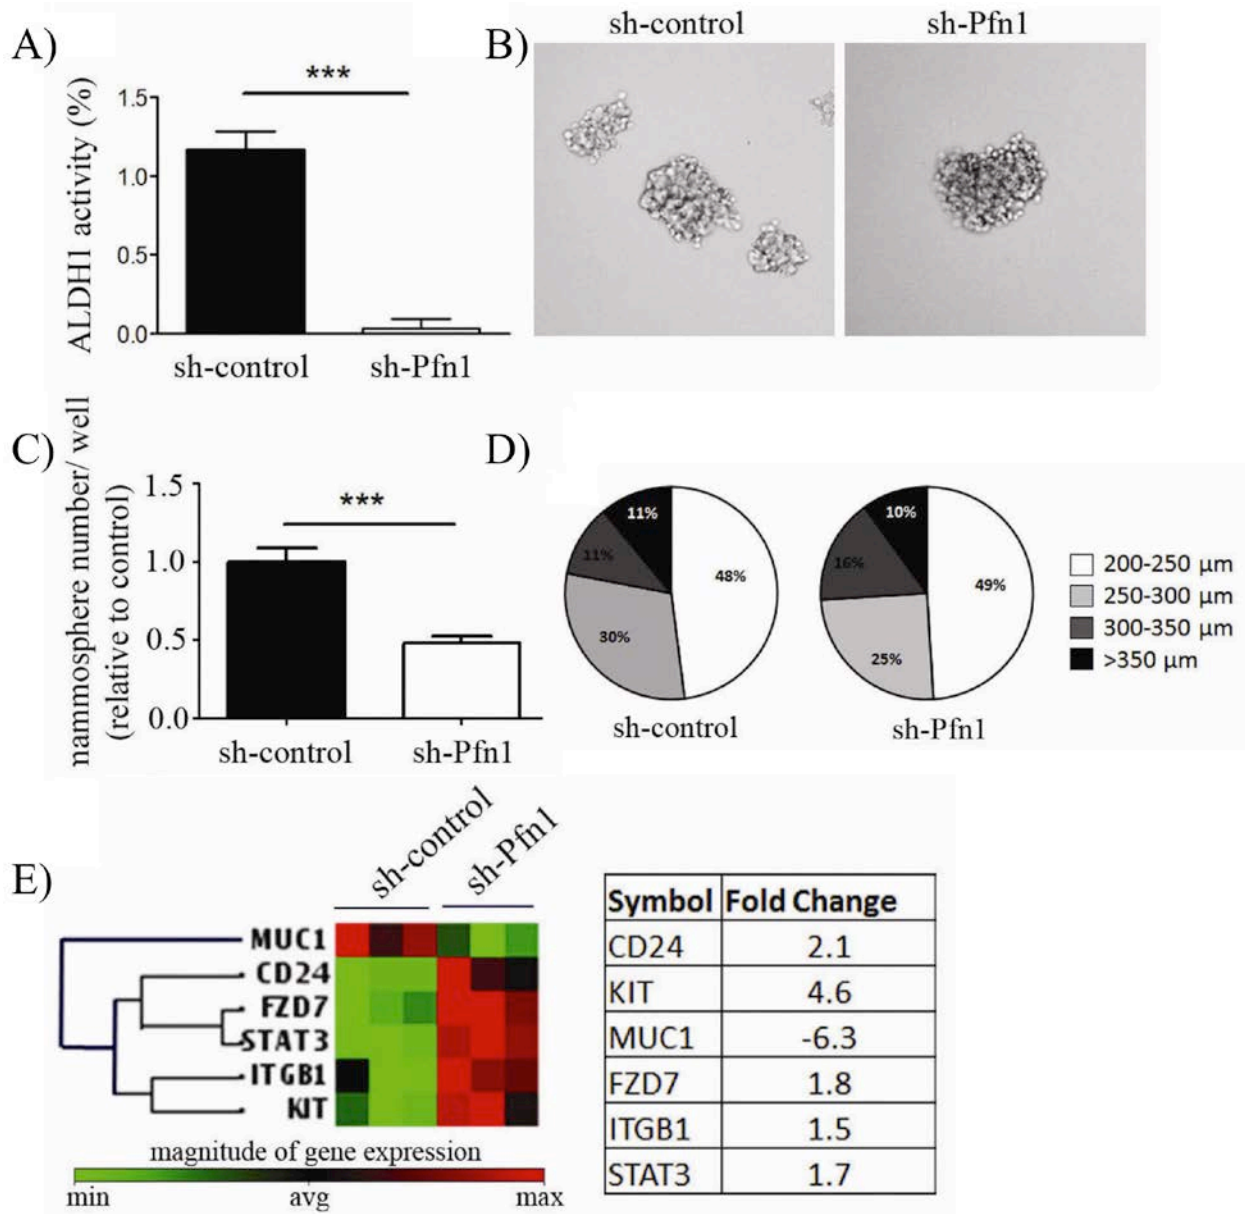 A)
ALDH1 activity (%)
1.5
1.0
0.5
0.0
***
sh-control
sh-Pfn1
B)
sh-control
sh-Pfn1
C)
nammosphere number/ well
(relative to control)
1.5
1.0
0.5
0.0
***
sh-control
sh-Pfn1
D)
11%
11%
48%
30%
sh-control
10%
16%
49%
25%
sh-Pfn1
200-250 µm
250-300 µm
300-350 µm
>350 µm
E)
sh-control
sh-Pfn1
MUC1
CD24
FZD7
STAT3
ITGB1
KIT
magnitude of gene expression
min avg max
Symbol Fold Change
CD24 2.1
KIT 4.6
MUC1 -6.3
FZD7 1.8
ITGB1 1.5
STAT3 1.7